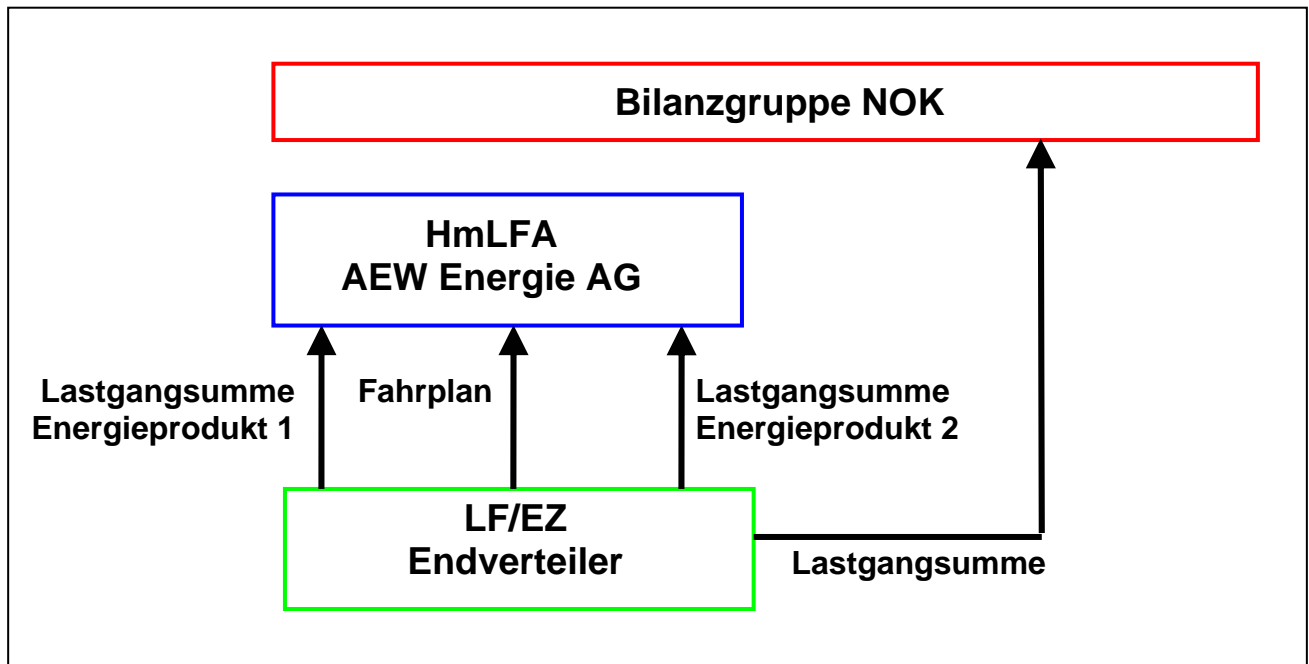 Bilanzgruppe NOK
HmLFA
AEW Energie AG
Lastgangsumme
Energieprodukt 1
Fahrplan
Lastgangsumme
Energieprodukt 2
LF/EZ
Endverteiler
Lastgangsumme